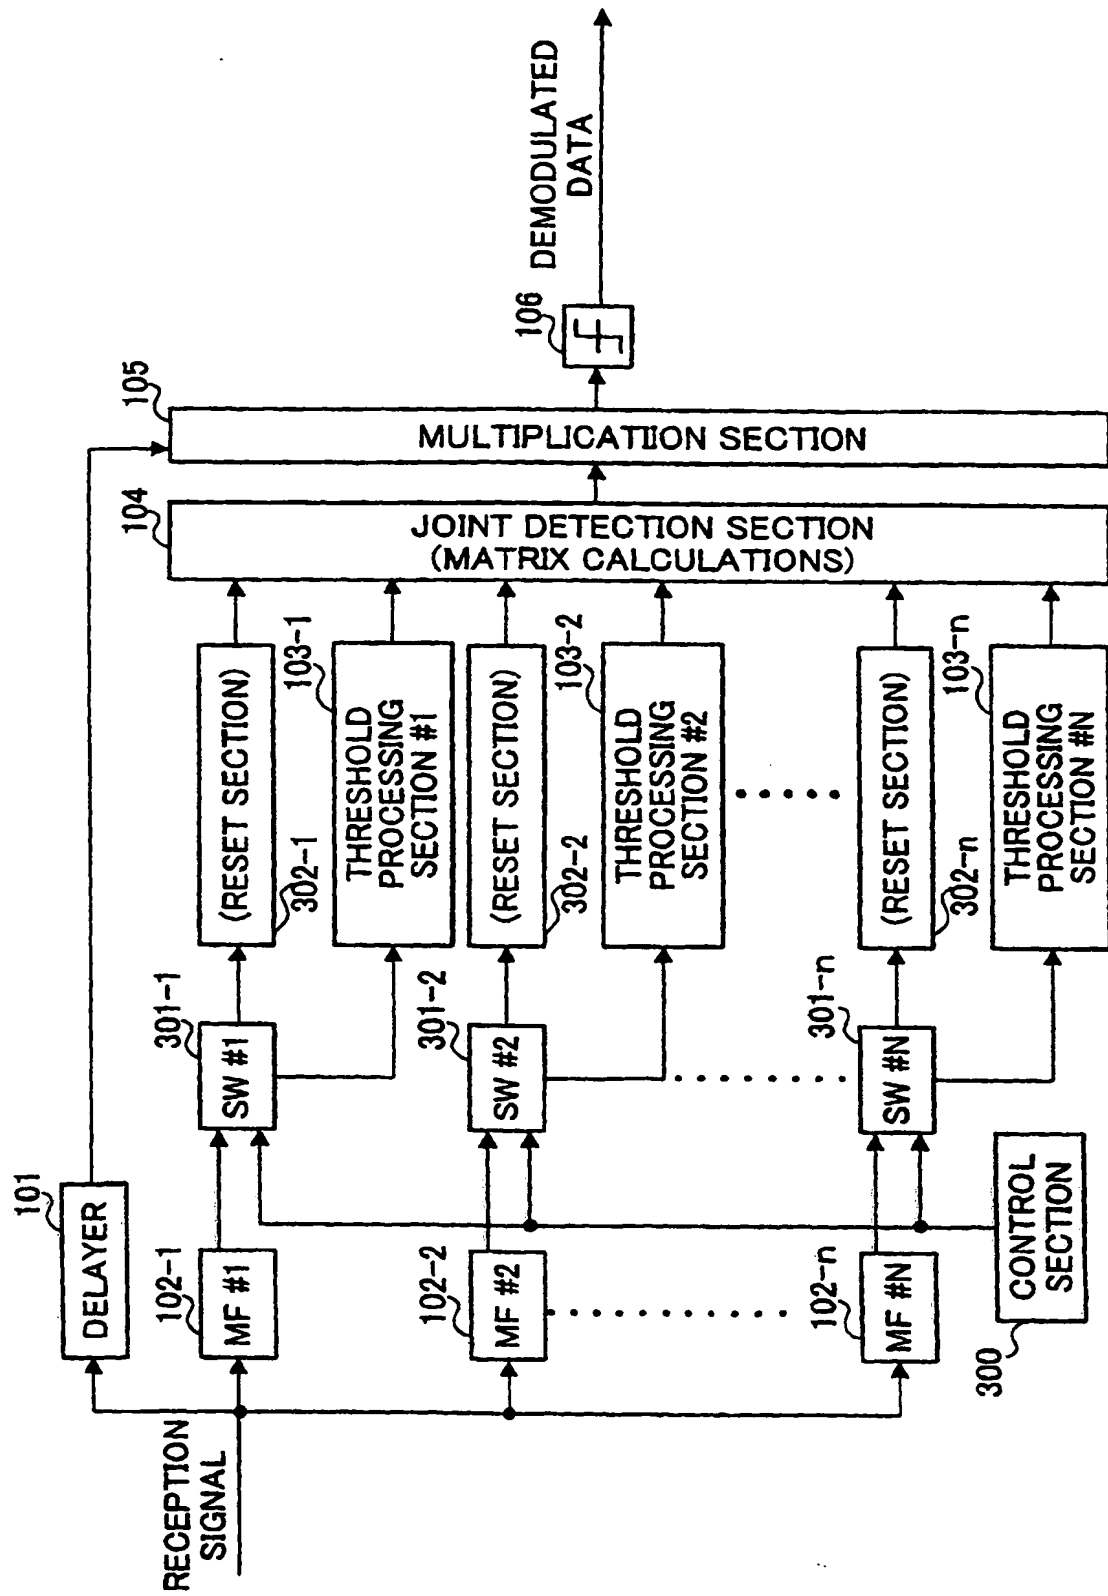 RECEPTION
SIGNAL
101
DELAYER
102-1
MF #1
102-2
MF #2
102-n
MF #N
300
CONTROL
SECTION
301-1
SW #1
301-2
SW #2
301-n
SW #N
302-1
(RESET SECTION)
103-1
THRESHOLD
PROCESSING
SECTION #1
302-2
(RESET SECTION)
103-2
THRESHOLD
PROCESSING
SECTION #2
302-n
(RESET SECTION)
103-n
THRESHOLD
PROCESSING
SECTION #N
104
JOINT DETECTION SECTION
(MATRIX CALCULATIONS)
105
MULTIPLICATIION SECTION
106
DEMODULATED
DATA